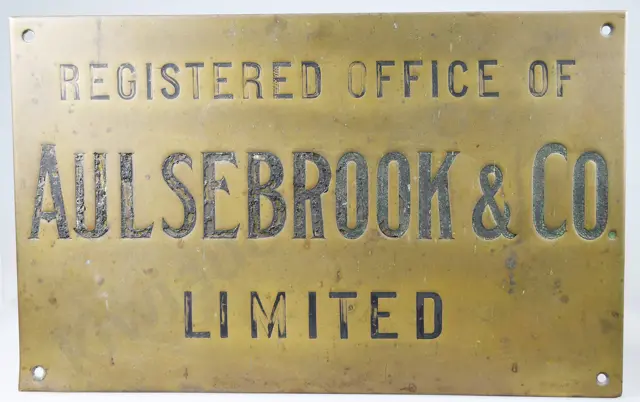 REGISTERED OFFICE OF
AULSEBROOK & CO.
LIMITED